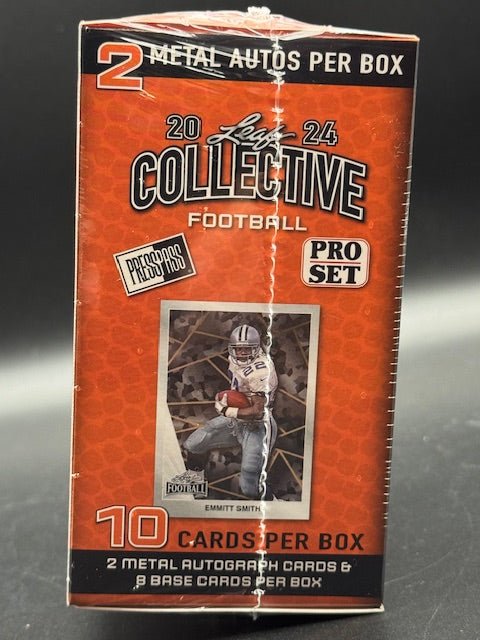 2 METAL AUTOS PER BOX
20 Leaf 24
COLLECTIVE
FOOTBALL
PRESS PASS
PRO
SET
22
Leaf
FOOTBALL
EMMITT SMITH
10 CARDS PER BOX
2 METAL AUTOGRAPH CARDS &
8 BASE CARDS PER BOX